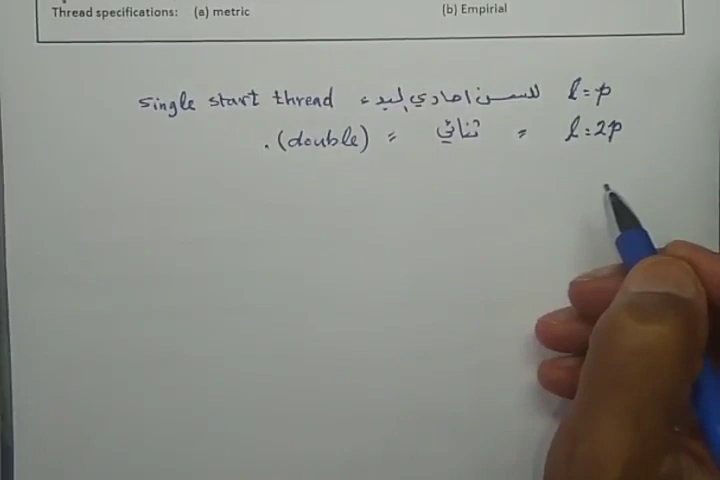 Thread specifications: (a) metric (b) Empirial
l = p للسن احادي البدء single start thread
l = 2p = ثنائي = (double).